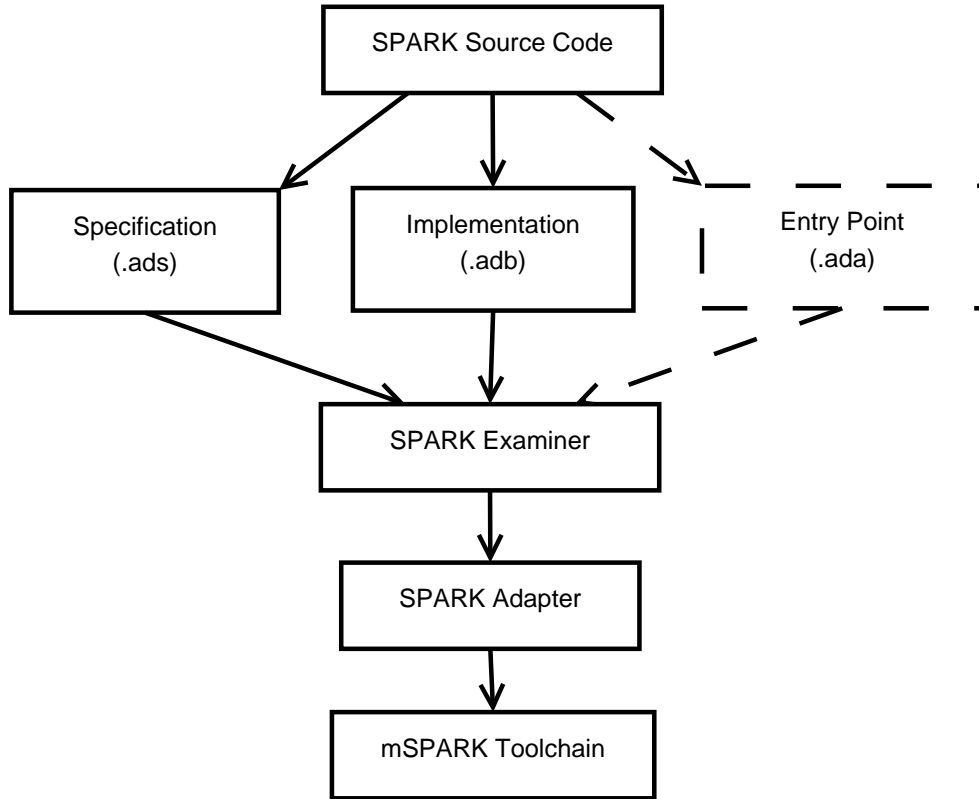 SPARK Source Code
Specification
(.ads)
Implementation
(.adb)
Entry Point
(.ada)
SPARK Examiner
SPARK Adapter
mSPARK Toolchain